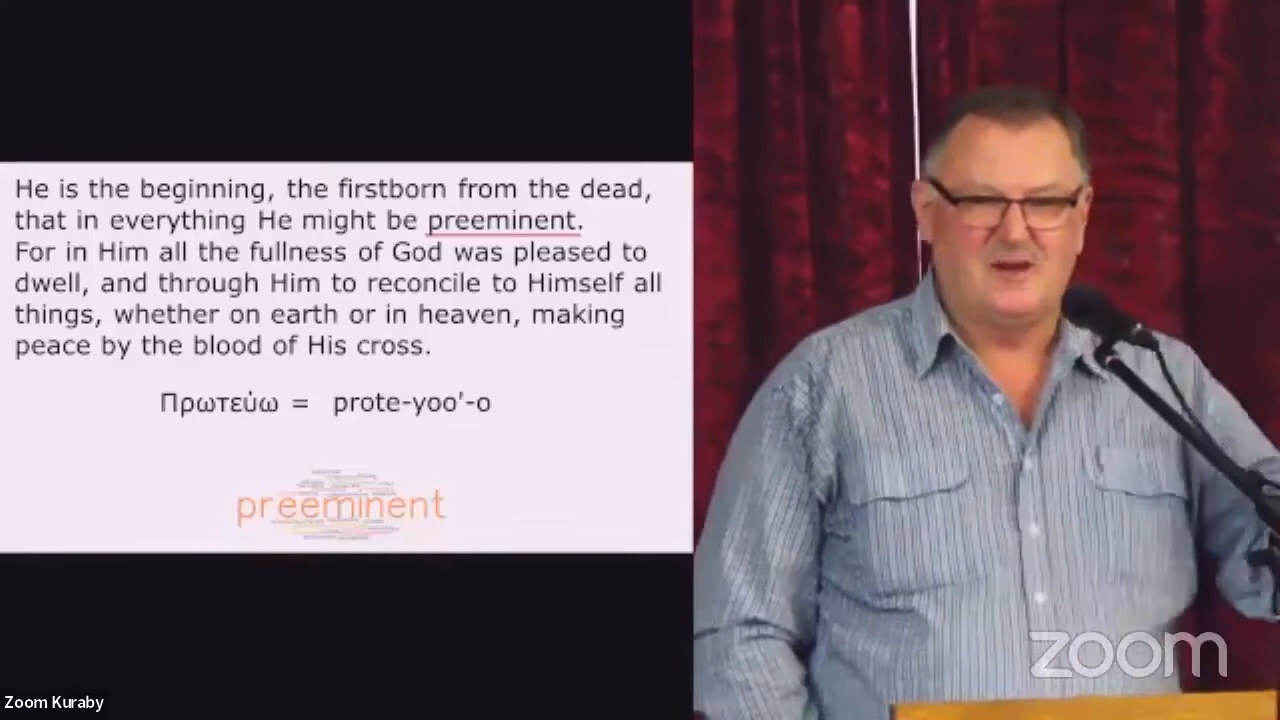 He is the beginning, the firstborn from the dead,
that in everything He might be preeminent.
For in Him all the fullness of God was pleased to
dwell, and through Him to reconcile to Himself all
things, whether on earth or in heaven, making
peace by the blood of His cross.
Πρωτεύω = prote-yoo'-o
preeminent
zoom
Zoom Kuraby